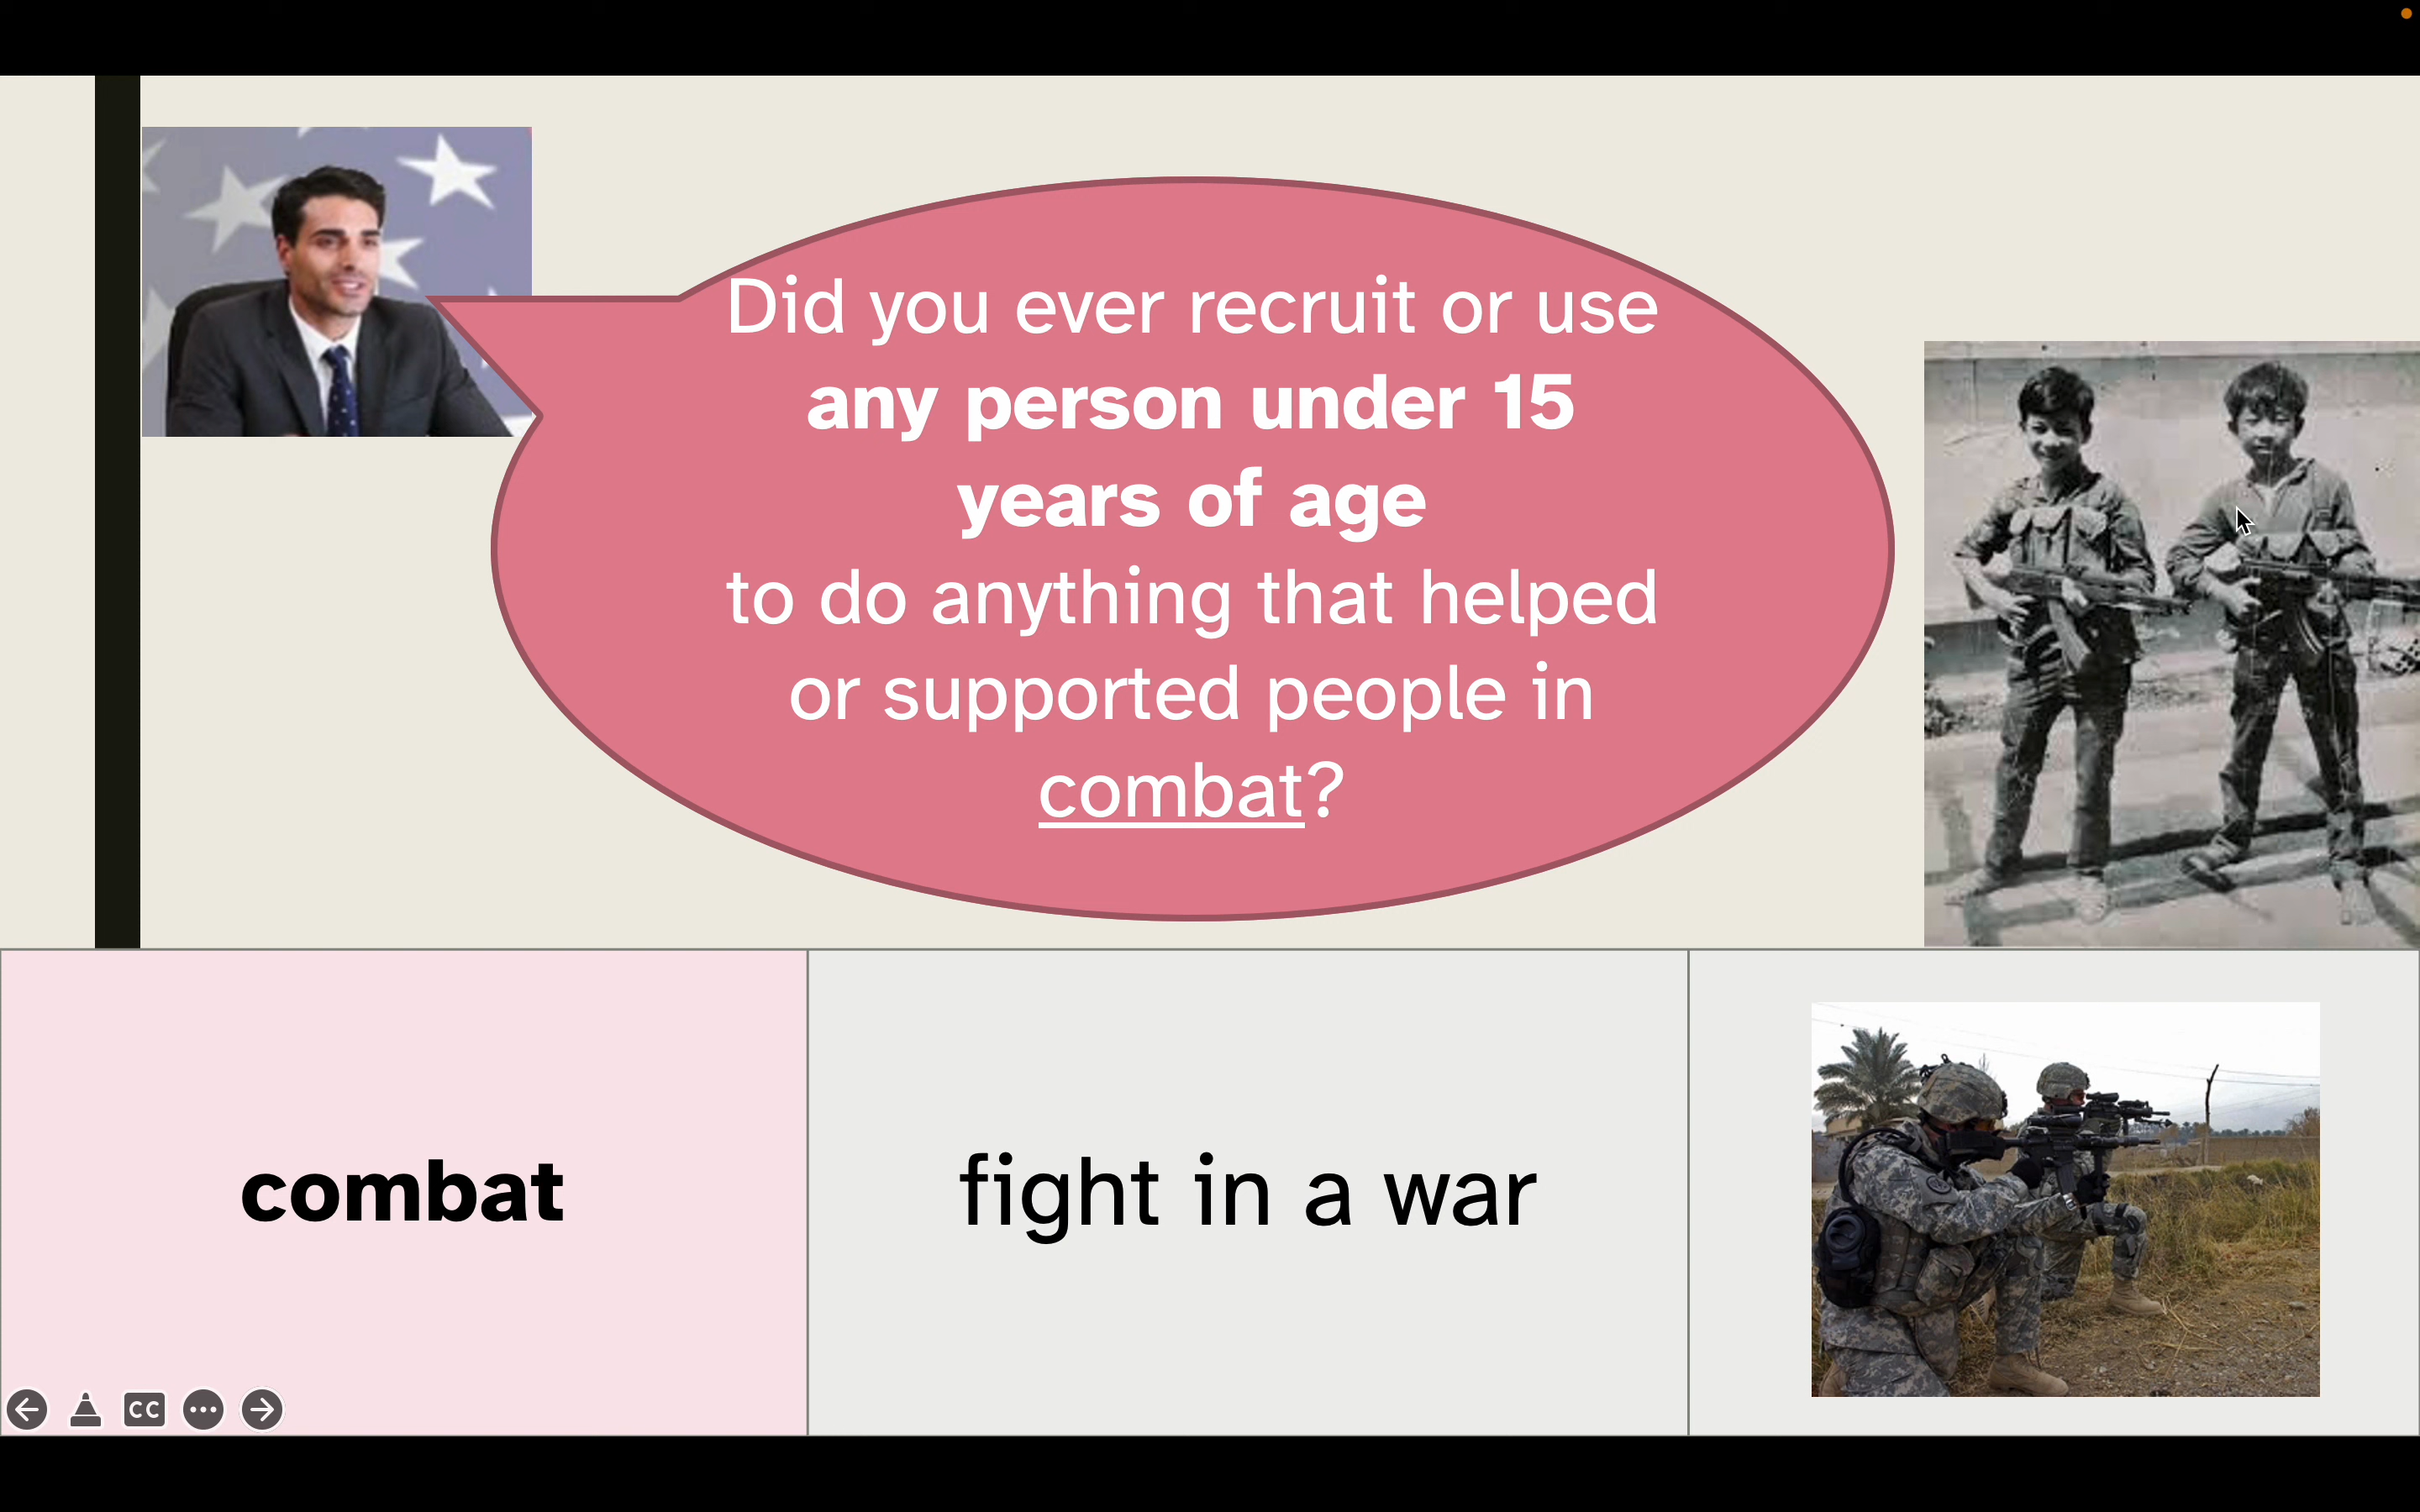 Did you ever recruit or use
any person under 15
years of age
to do anything that helped
or supported people in
combat?
combat
fight in a war
CC